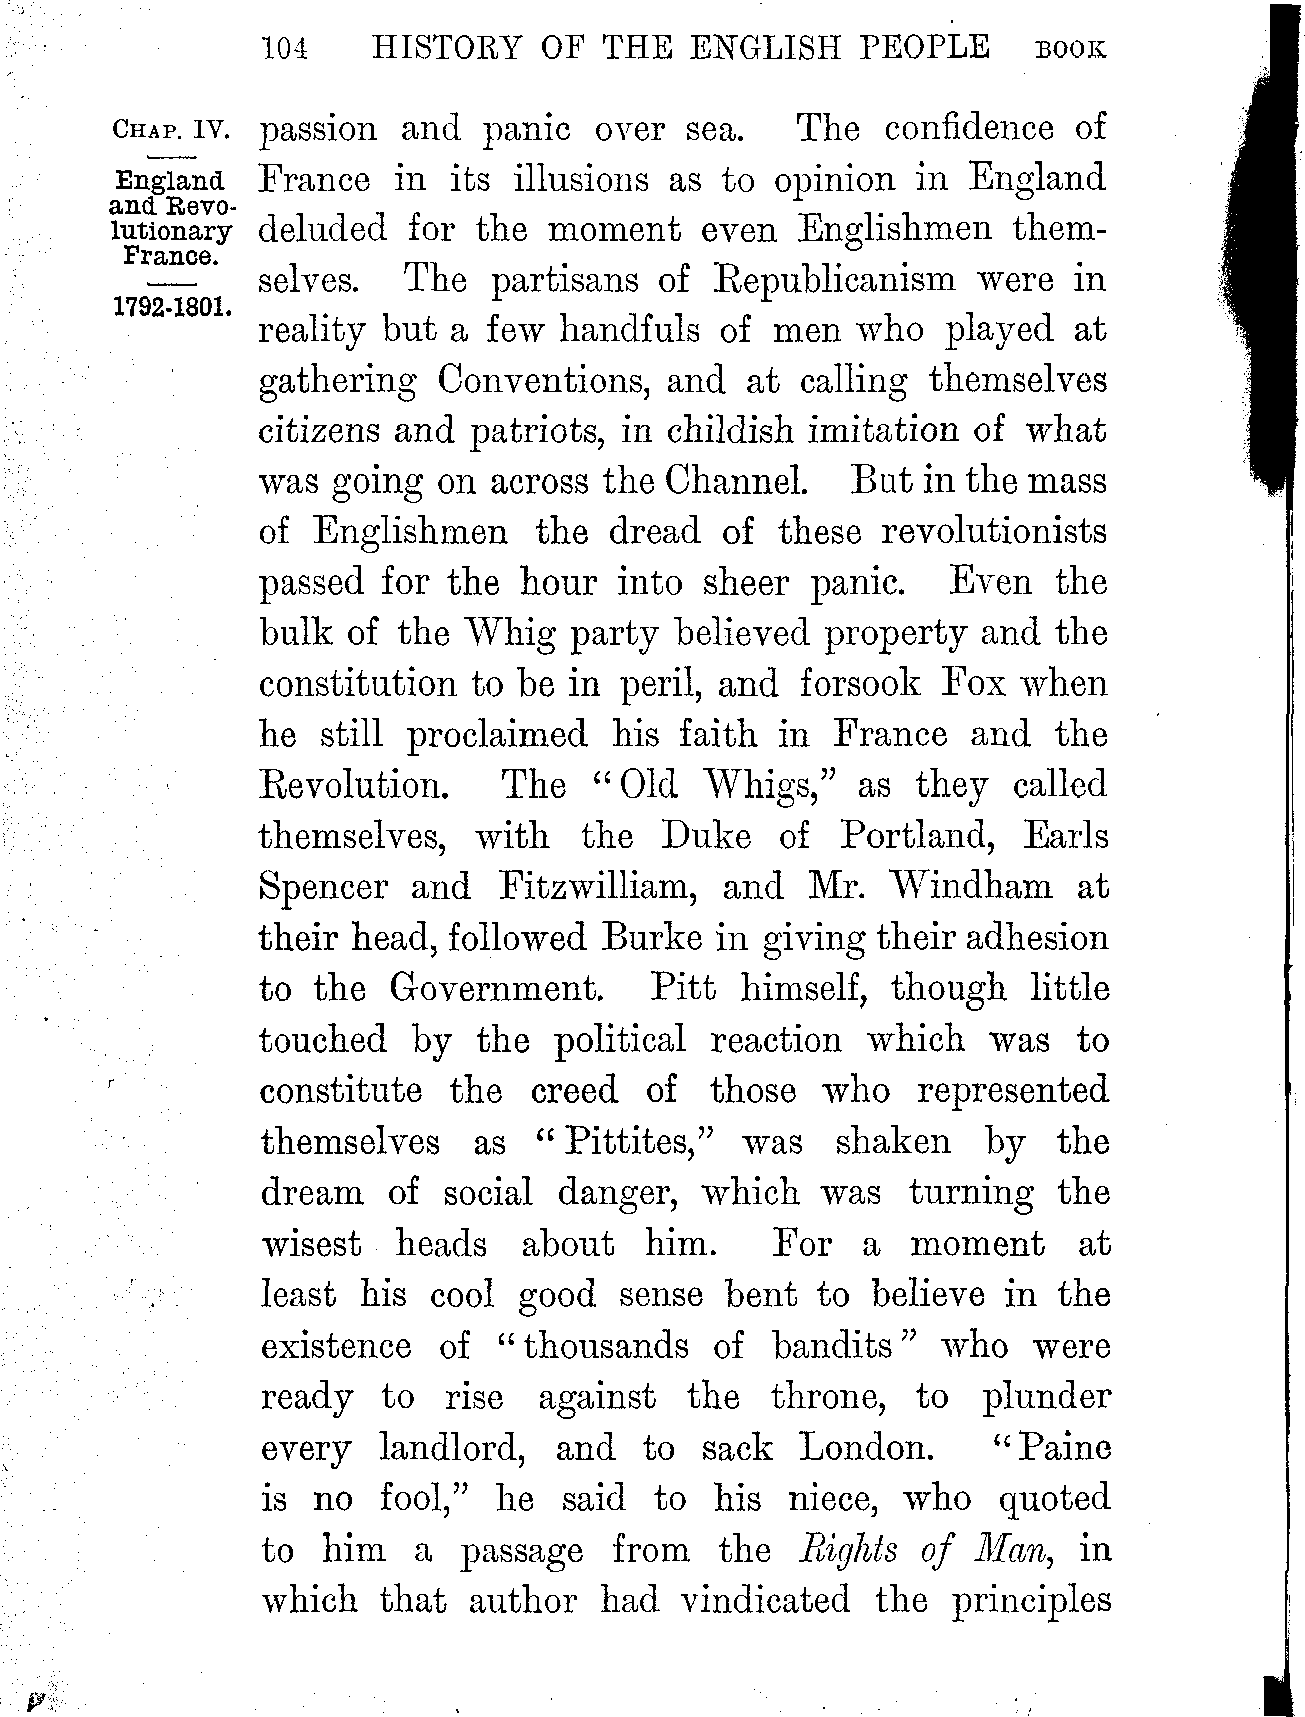 104 HISTORY OF THE ENGLISH PEOPLE BOOK
CHAP. IV.
England
and Revo-
lutionary
France.
1792-1801.
passion and panic over sea. The confidence of
France in its illusions as to opinion in England
deluded for the moment even Englishmen them-
selves. The partisans of Republicanism were in
reality but a few handfuls of men who played at
gathering Conventions, and at calling themselves
citizens and patriots, in childish imitation of what
was going on across the Channel. But in the mass
of Englishmen the dread of these revolutionists
passed for the hour into sheer panic. Even the
bulk of the Whig party believed property and the
constitution to be in peril, and forsook Fox when
he still proclaimed his faith in France and the
Revolution. The “Old Whigs,” as they called
themselves, with the Duke of Portland, Earls
Spencer and Fitzwilliam, and Mr. Windham at
their head, followed Burke in giving their adhesion
to the Government. Pitt himself, though little
touched by the political reaction which was to
constitute the creed of those who represented
themselves as “Pittites,” was shaken by the
dream of social danger, which was turning the
wisest heads about him. For a moment at
least his cool good sense bent to believe in the
existence of “thousands of bandits” who were
ready to rise against the throne, to plunder
every landlord, and to sack London. “Paine
is no fool,” he said to his niece, who quoted
to him a passage from the Rights of Man, in
which that author had vindicated the principles